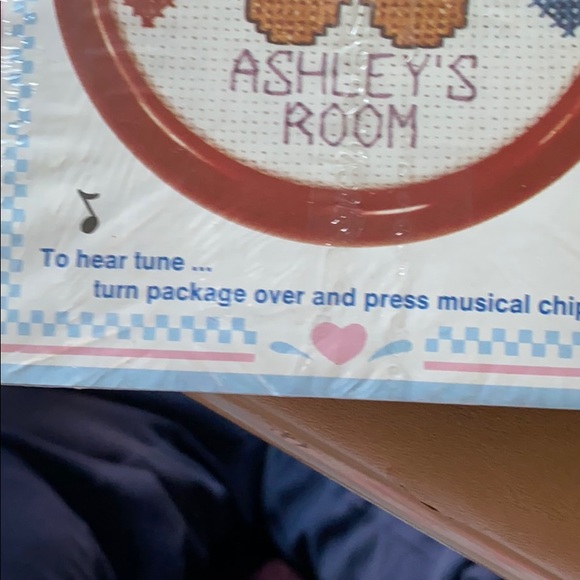 ASHLEY'S
ROOM
To hear tune ...
turn package over and press musical chip